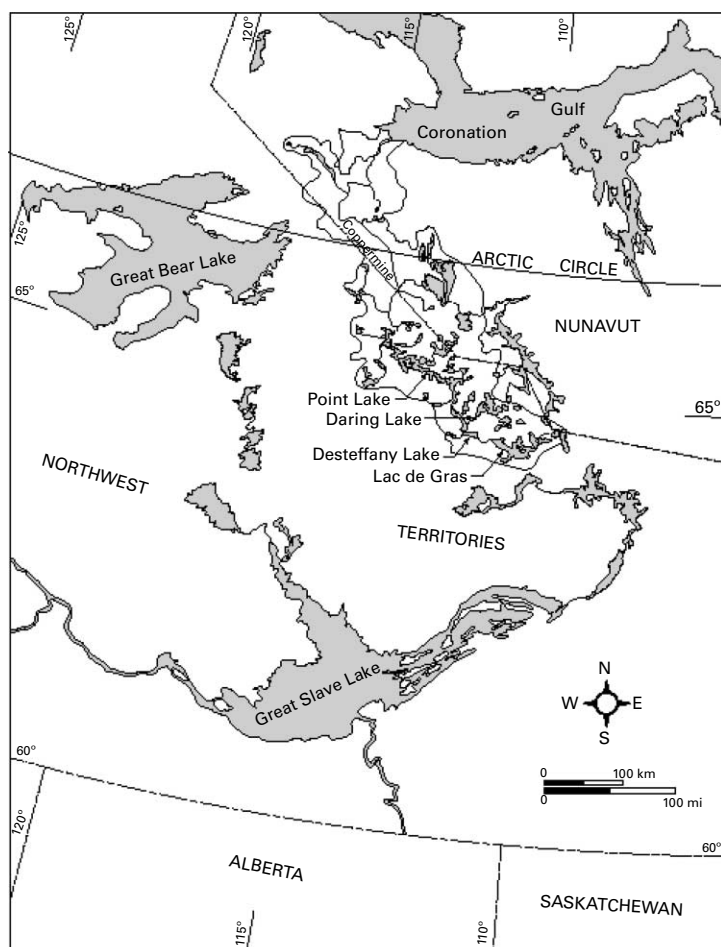 125°
120°
115°
110°
Gulf
Coronation
Coppermine
125°
Great Bear Lake
ARCTIC CIRCLE
65°
NUNAVUT
Point Lake
65°
Daring Lake
Desteffany Lake
NORTHWEST
Lac de Gras
TERRITORIES
Great Slave Lake
N
W E
S
60°
0 100 km
0 100 mi
120°
60°
ALBERTA
SASKATCHEWAN
115°
110°